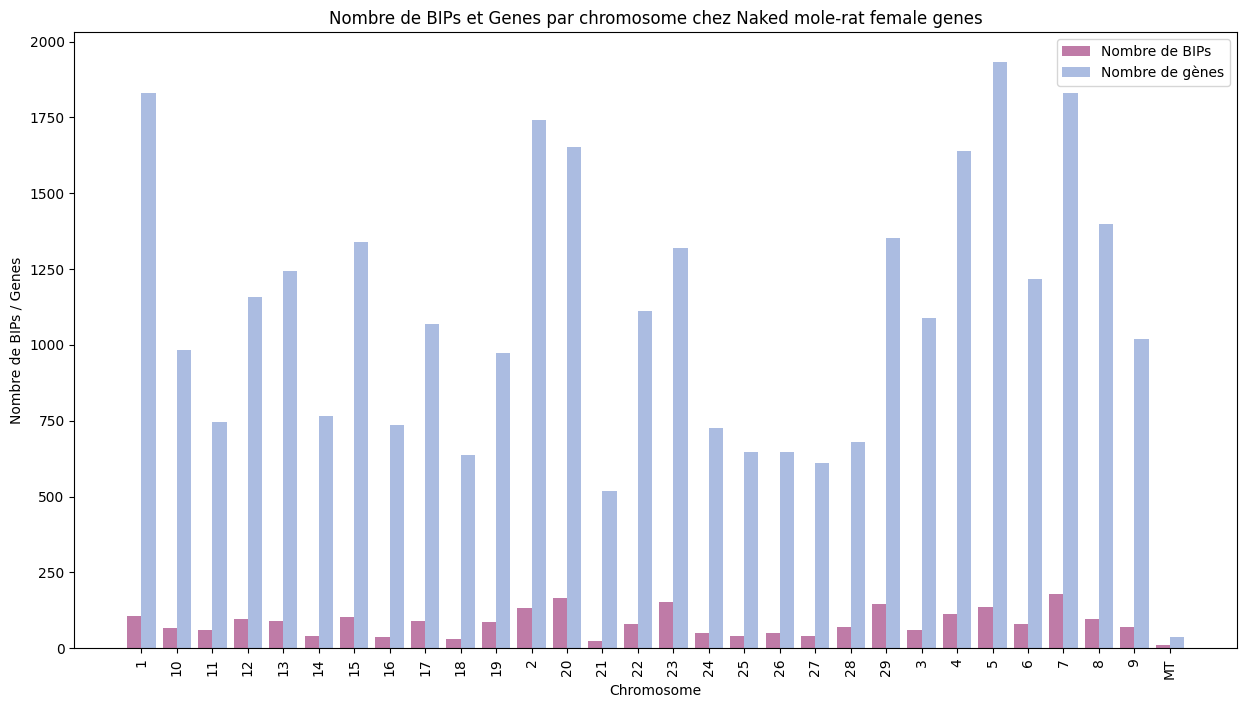 Nombre de BIPs et Genes par chromosome chez Naked mole-rat female genes
Nombre de BIPs
Nombre de gènes
Nombre de BIPs / Genes
2000
1750
1500
1250
1000
750
500
250
0
1 10 11 12 13 14 15 16 17 18 19 2 20 21 22 23 24 25 26 27 28 29 3 4 5 6 7 8 9 MT
Chromosome